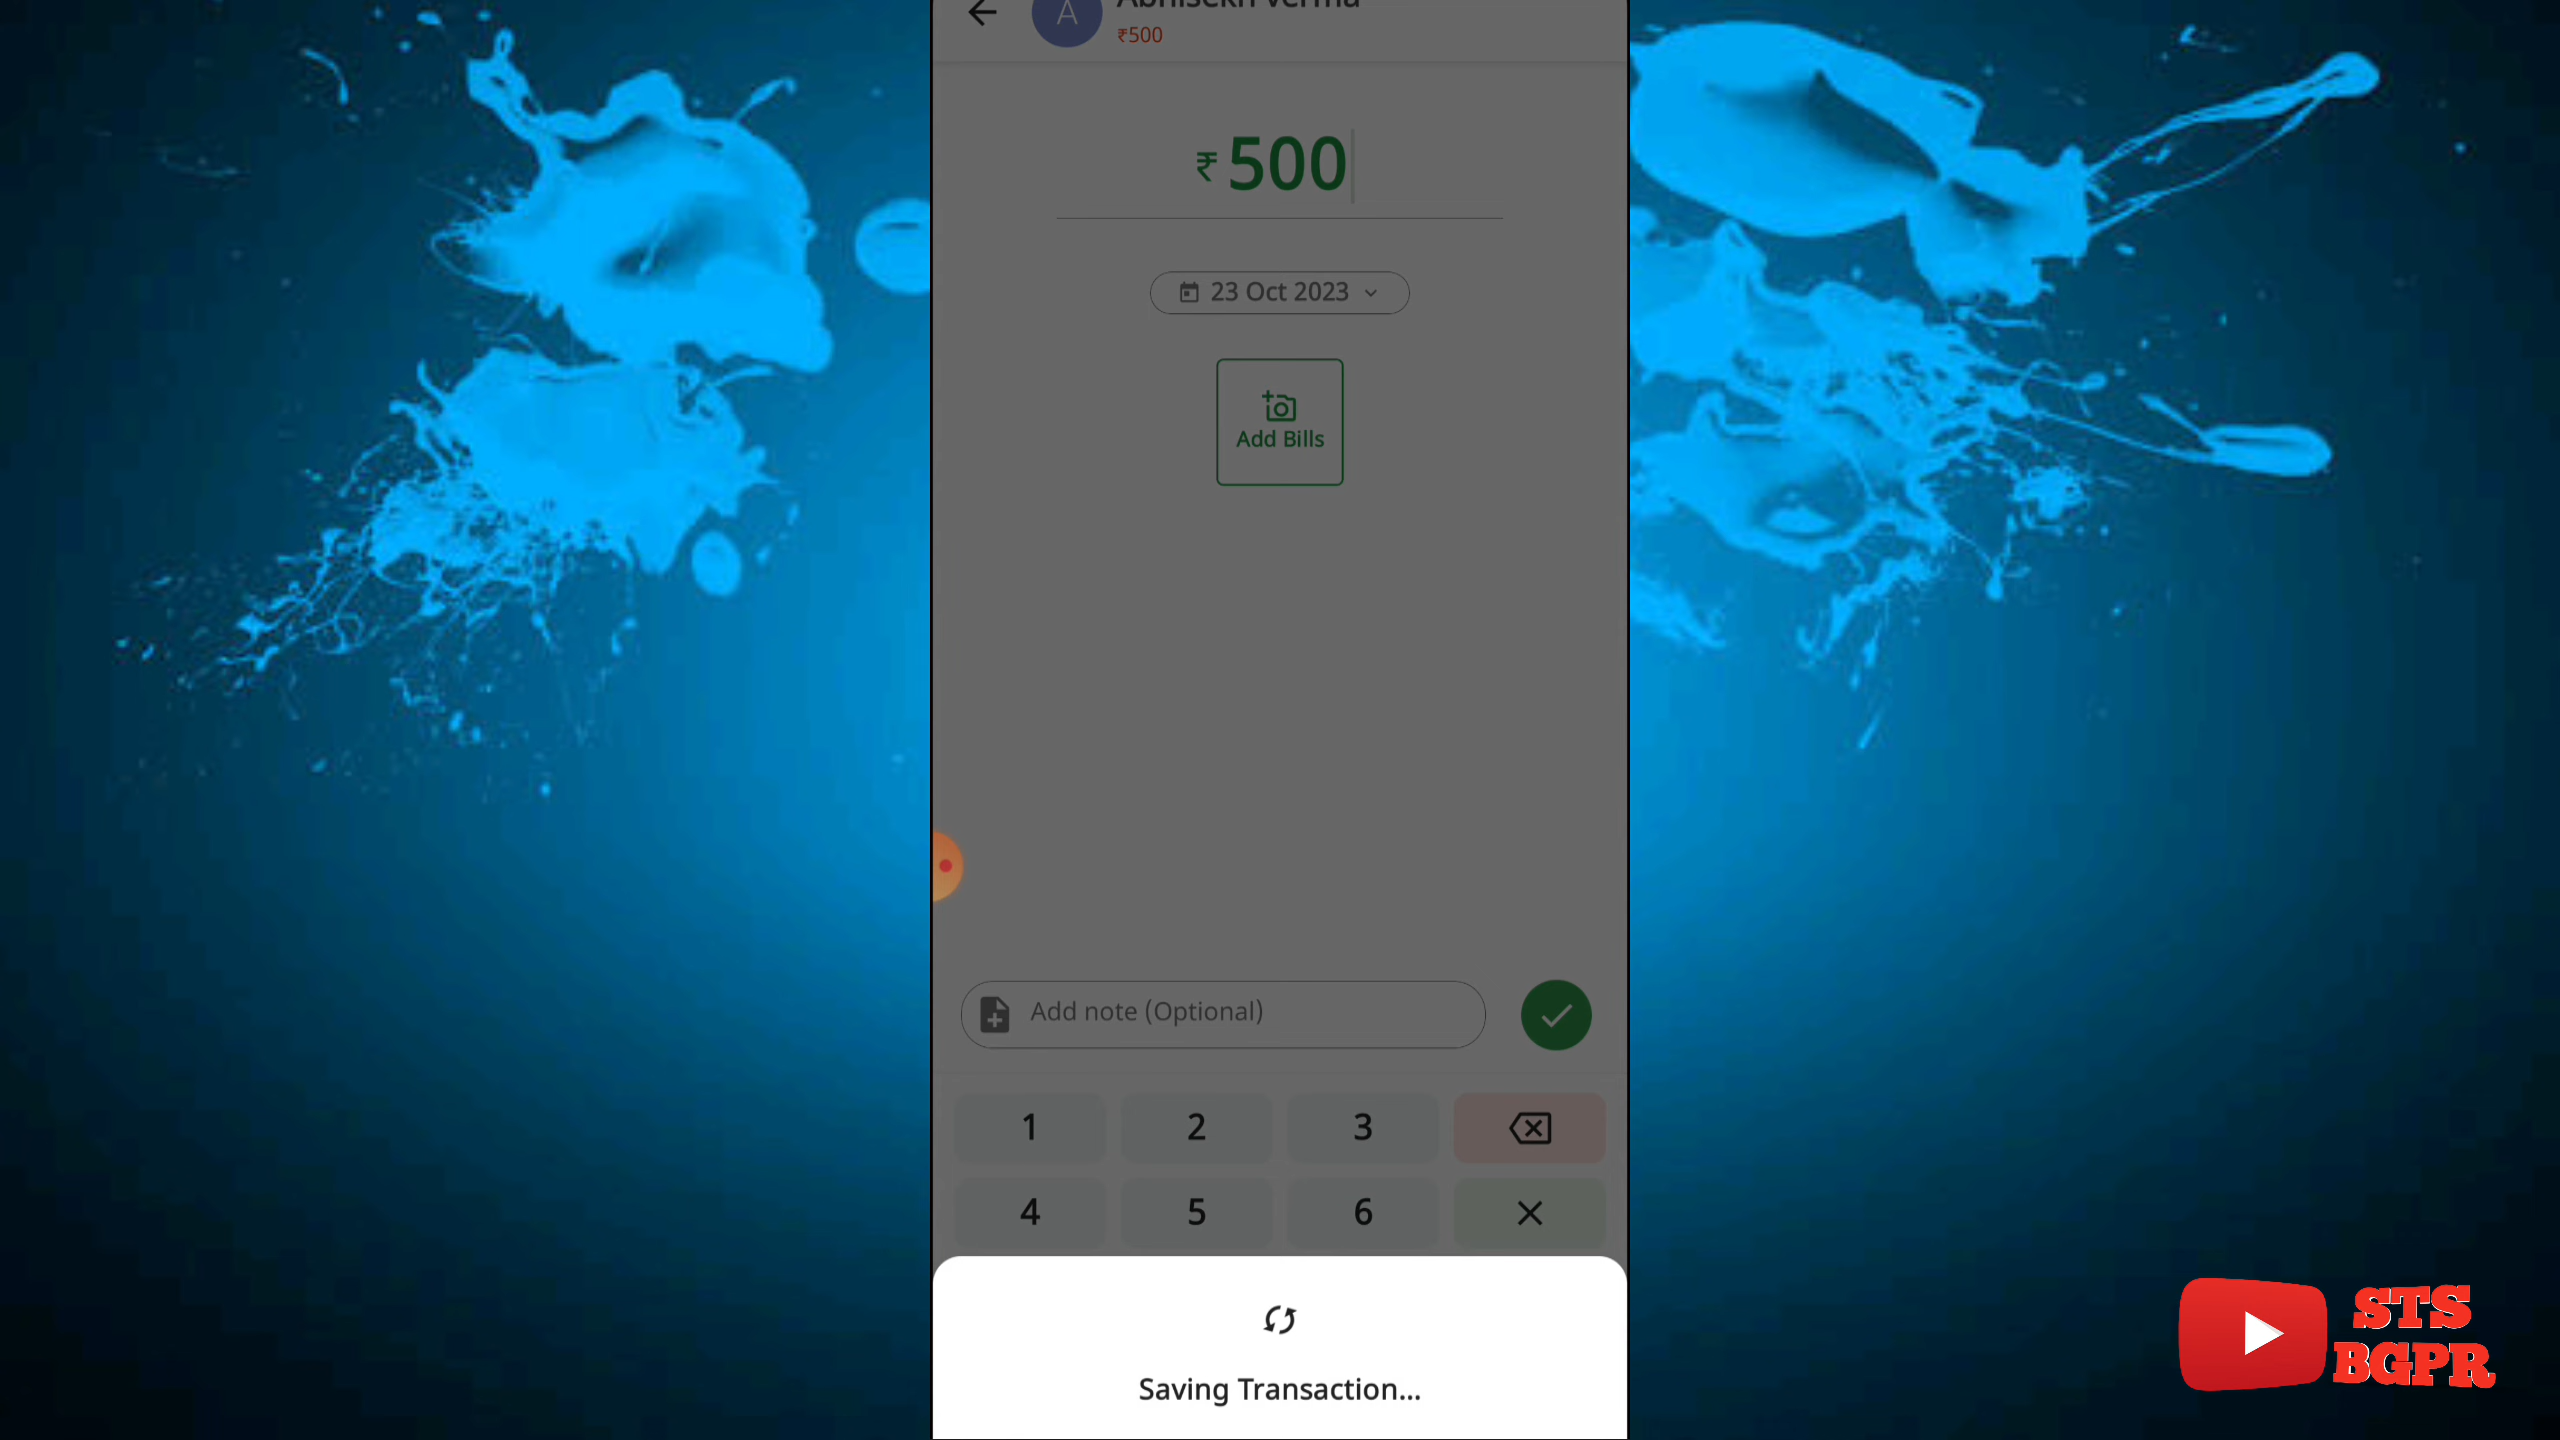 A
Abhisekh Verma
₹500
₹ 500
23 Oct 2023
Add Bills
Add note (Optional)
1 2 3
4 5 6
Saving Transaction...
STS
BGPR